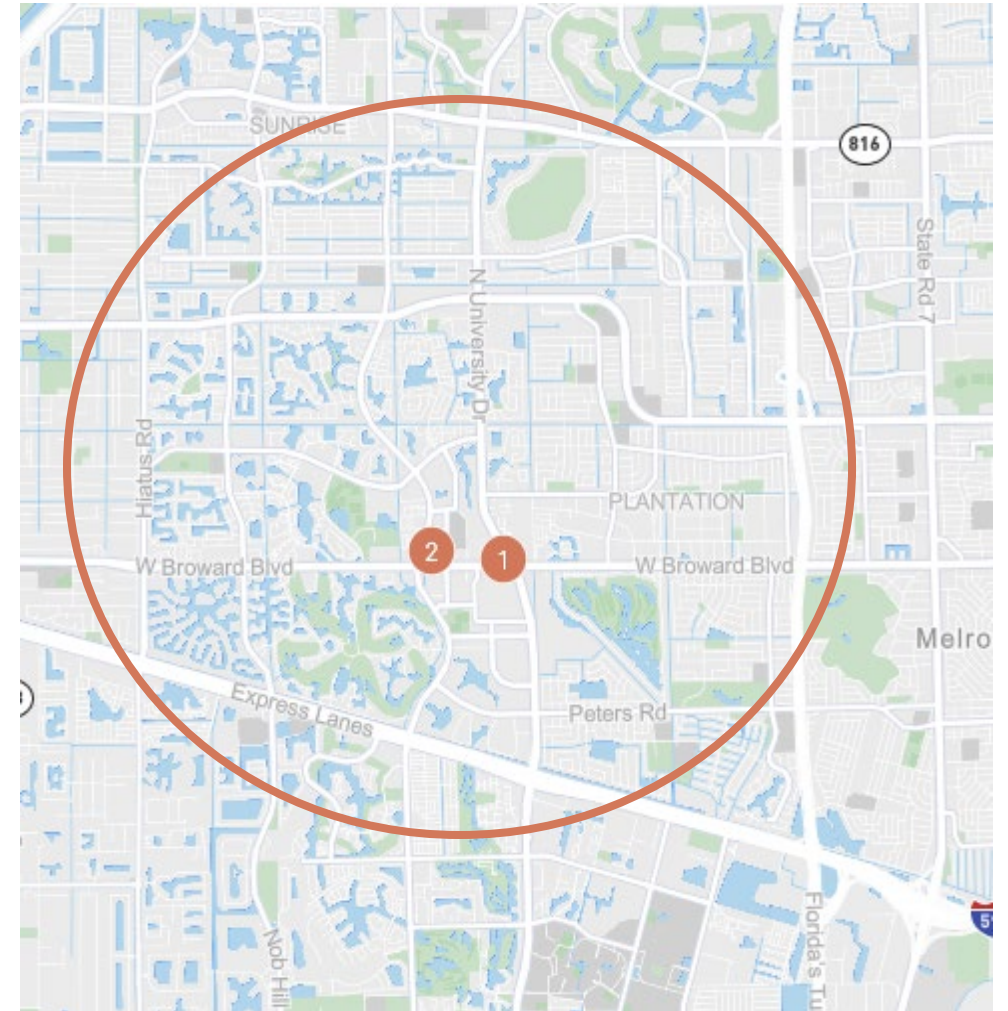 SUNRISE
816
State Rd 7
N University Dr
Hiatus Rd
PLANTATION
2
1
W Broward Blvd
W Broward Blvd
Melro
Express Lanes
Peters Rd
Nob Hill
Florida's Tu